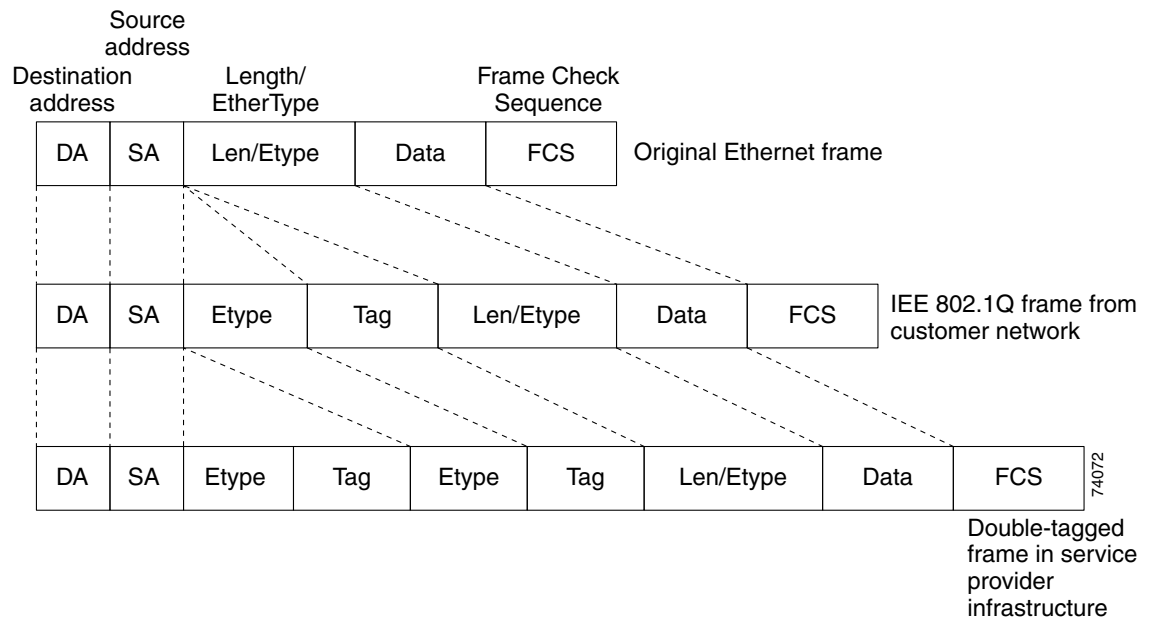 Source
address
Destination
address
Length/
EtherType
Frame Check
Sequence
DA SA Len/Etype Data FCS Original Ethernet frame
DA SA Etype Tag Len/Etype Data FCS
IEE 802.1Q frame from
customer network
DA SA Etype Tag Etype Tag Len/Etype Data FCS
74072
Double-tagged
frame in service
provider
infrastructure